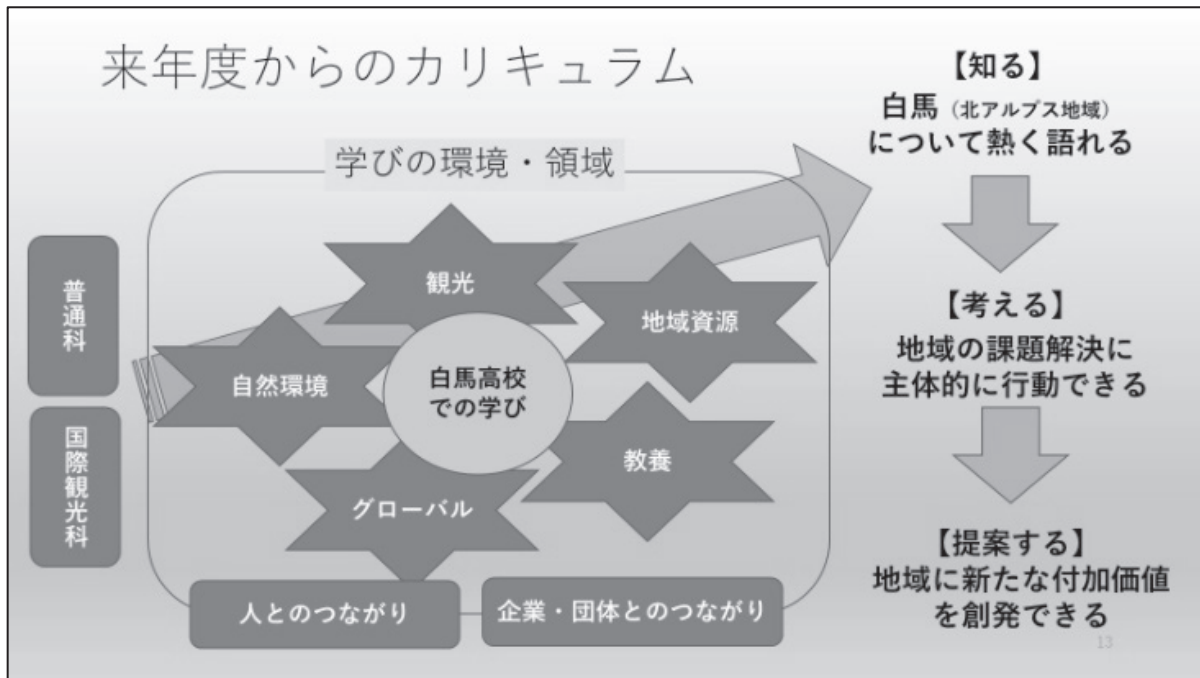 来年度からのカリキュラム
学びの環境・領域
普通科
国際観光科
観光
地域資源
自然環境
白馬高校
での学び
教養
グローバル
人とのつながり
企業・団体とのつながり
【知る】
白馬（北アルプス地域）
について熱く語れる
【考える】
地域の課題解決に
主体的に行動できる
【提案する】
地域に新たな付加価値
を創発できる
13